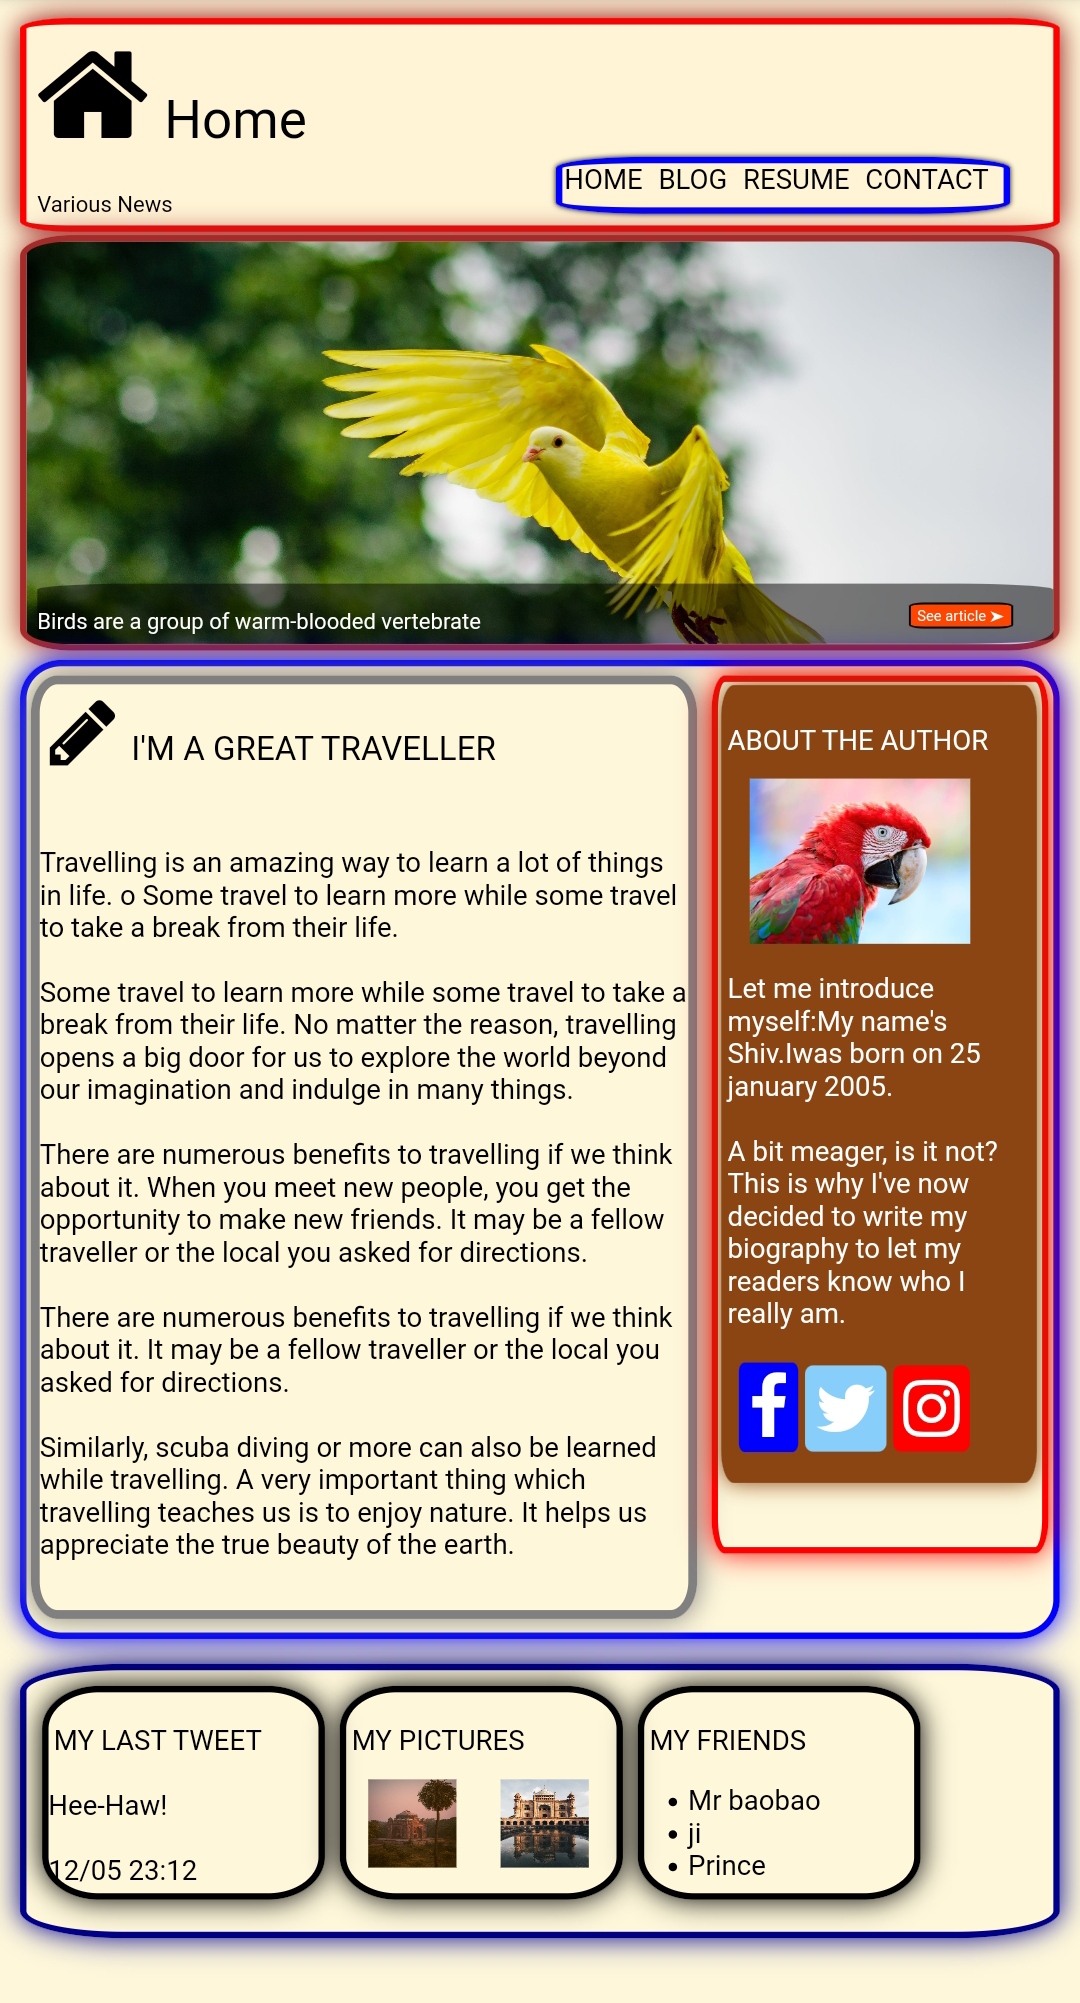 Home
Various News
HOME BLOG RESUME CONTACT
Birds are a group of warm-blooded vertebrate
See article ➤
I'M A GREAT TRAVELLER
Travelling is an amazing way to learn a lot of things
in life. o Some travel to learn more while some travel
to take a break from their life.
Some travel to learn more while some travel to take a
break from their life. No matter the reason, travelling
opens a big door for us to explore the world beyond
our imagination and indulge in many things.
There are numerous benefits to travelling if we think
about it. When you meet new people, you get the
opportunity to make new friends. It may be a fellow
traveller or the local you asked for directions.
There are numerous benefits to travelling if we think
about it. It may be a fellow traveller or the local you
asked for directions.
Similarly, scuba diving or more can also be learned
while travelling. A very important thing which
travelling teaches us is to enjoy nature. It helps us
appreciate the true beauty of the earth.
ABOUT THE AUTHOR
Let me introduce
myself:My name's
Shiv.Iwas born on 25
january 2005.
A bit meager, is it not?
This is why I've now
decided to write my
biography to let my
readers know who I
really am.
MY LAST TWEET
Hee-Haw!
12/05 23:12
MY PICTURES
MY FRIENDS
• Mr baobao
• ji
• Prince